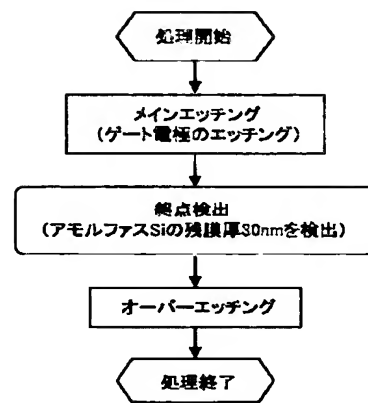 処理開始
メインエッチング
(ゲート電極のエッチング)
終点検出
(アモルファスSiの残膜厚30nmを検出)
オーバーエッチング
処理終了